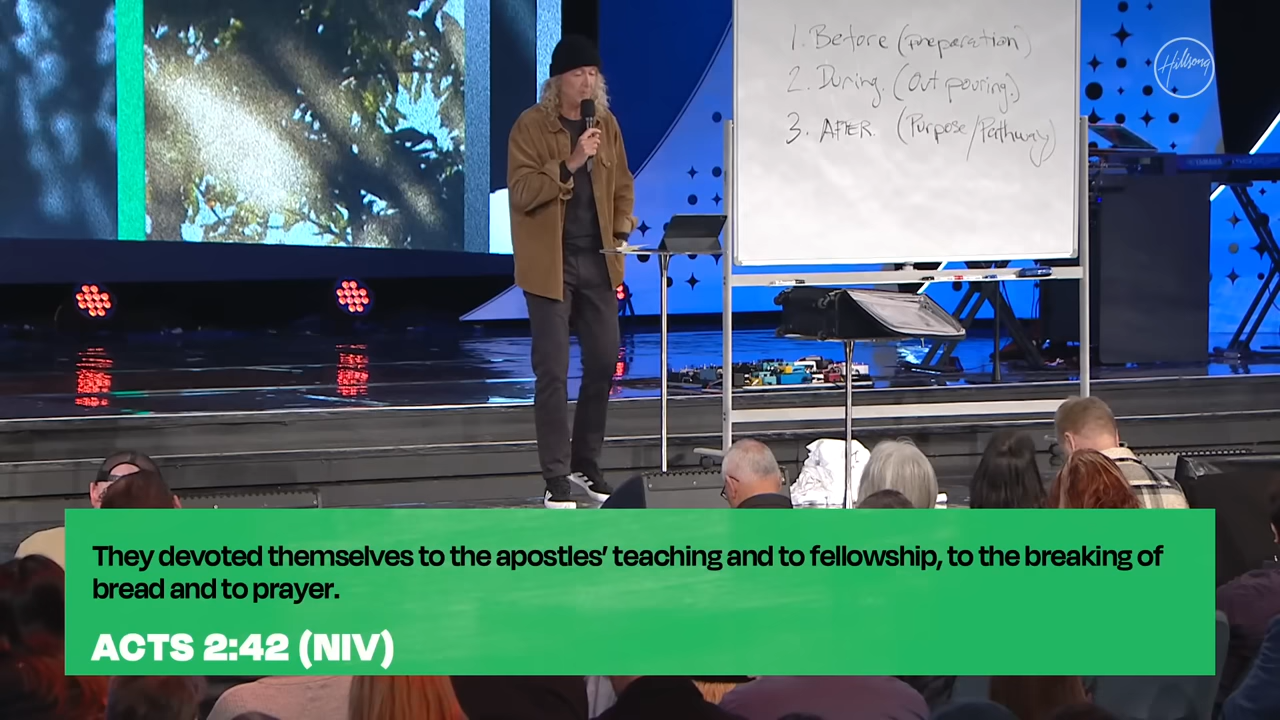 1. Before (preparation)
2. During. (Out pouring.)
3. AFTER. (Purpose/Pathway)
Hillsong
YAMAHA
They devoted themselves to the apostles’ teaching and to fellowship, to the breaking of
bread and to prayer.
ACTS 2:42 (NIV)